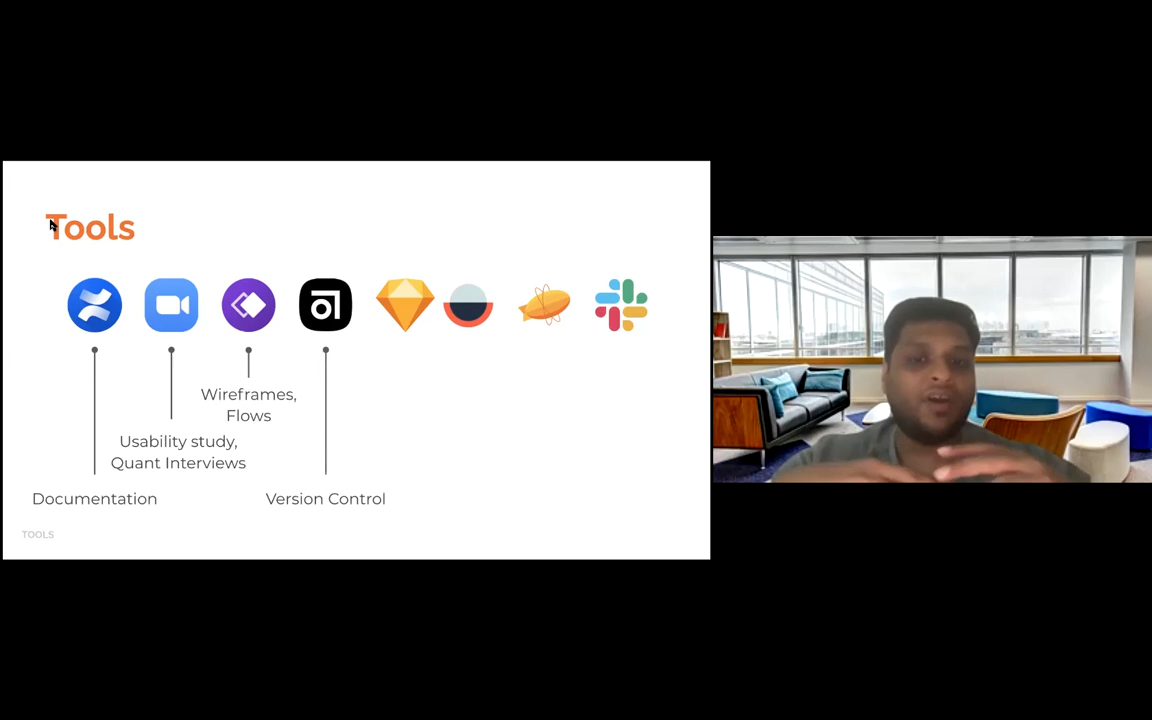 Tools
Wireframes,
Flows
Usability study,
Quant Interviews
Documentation
Version Control
TOOLS